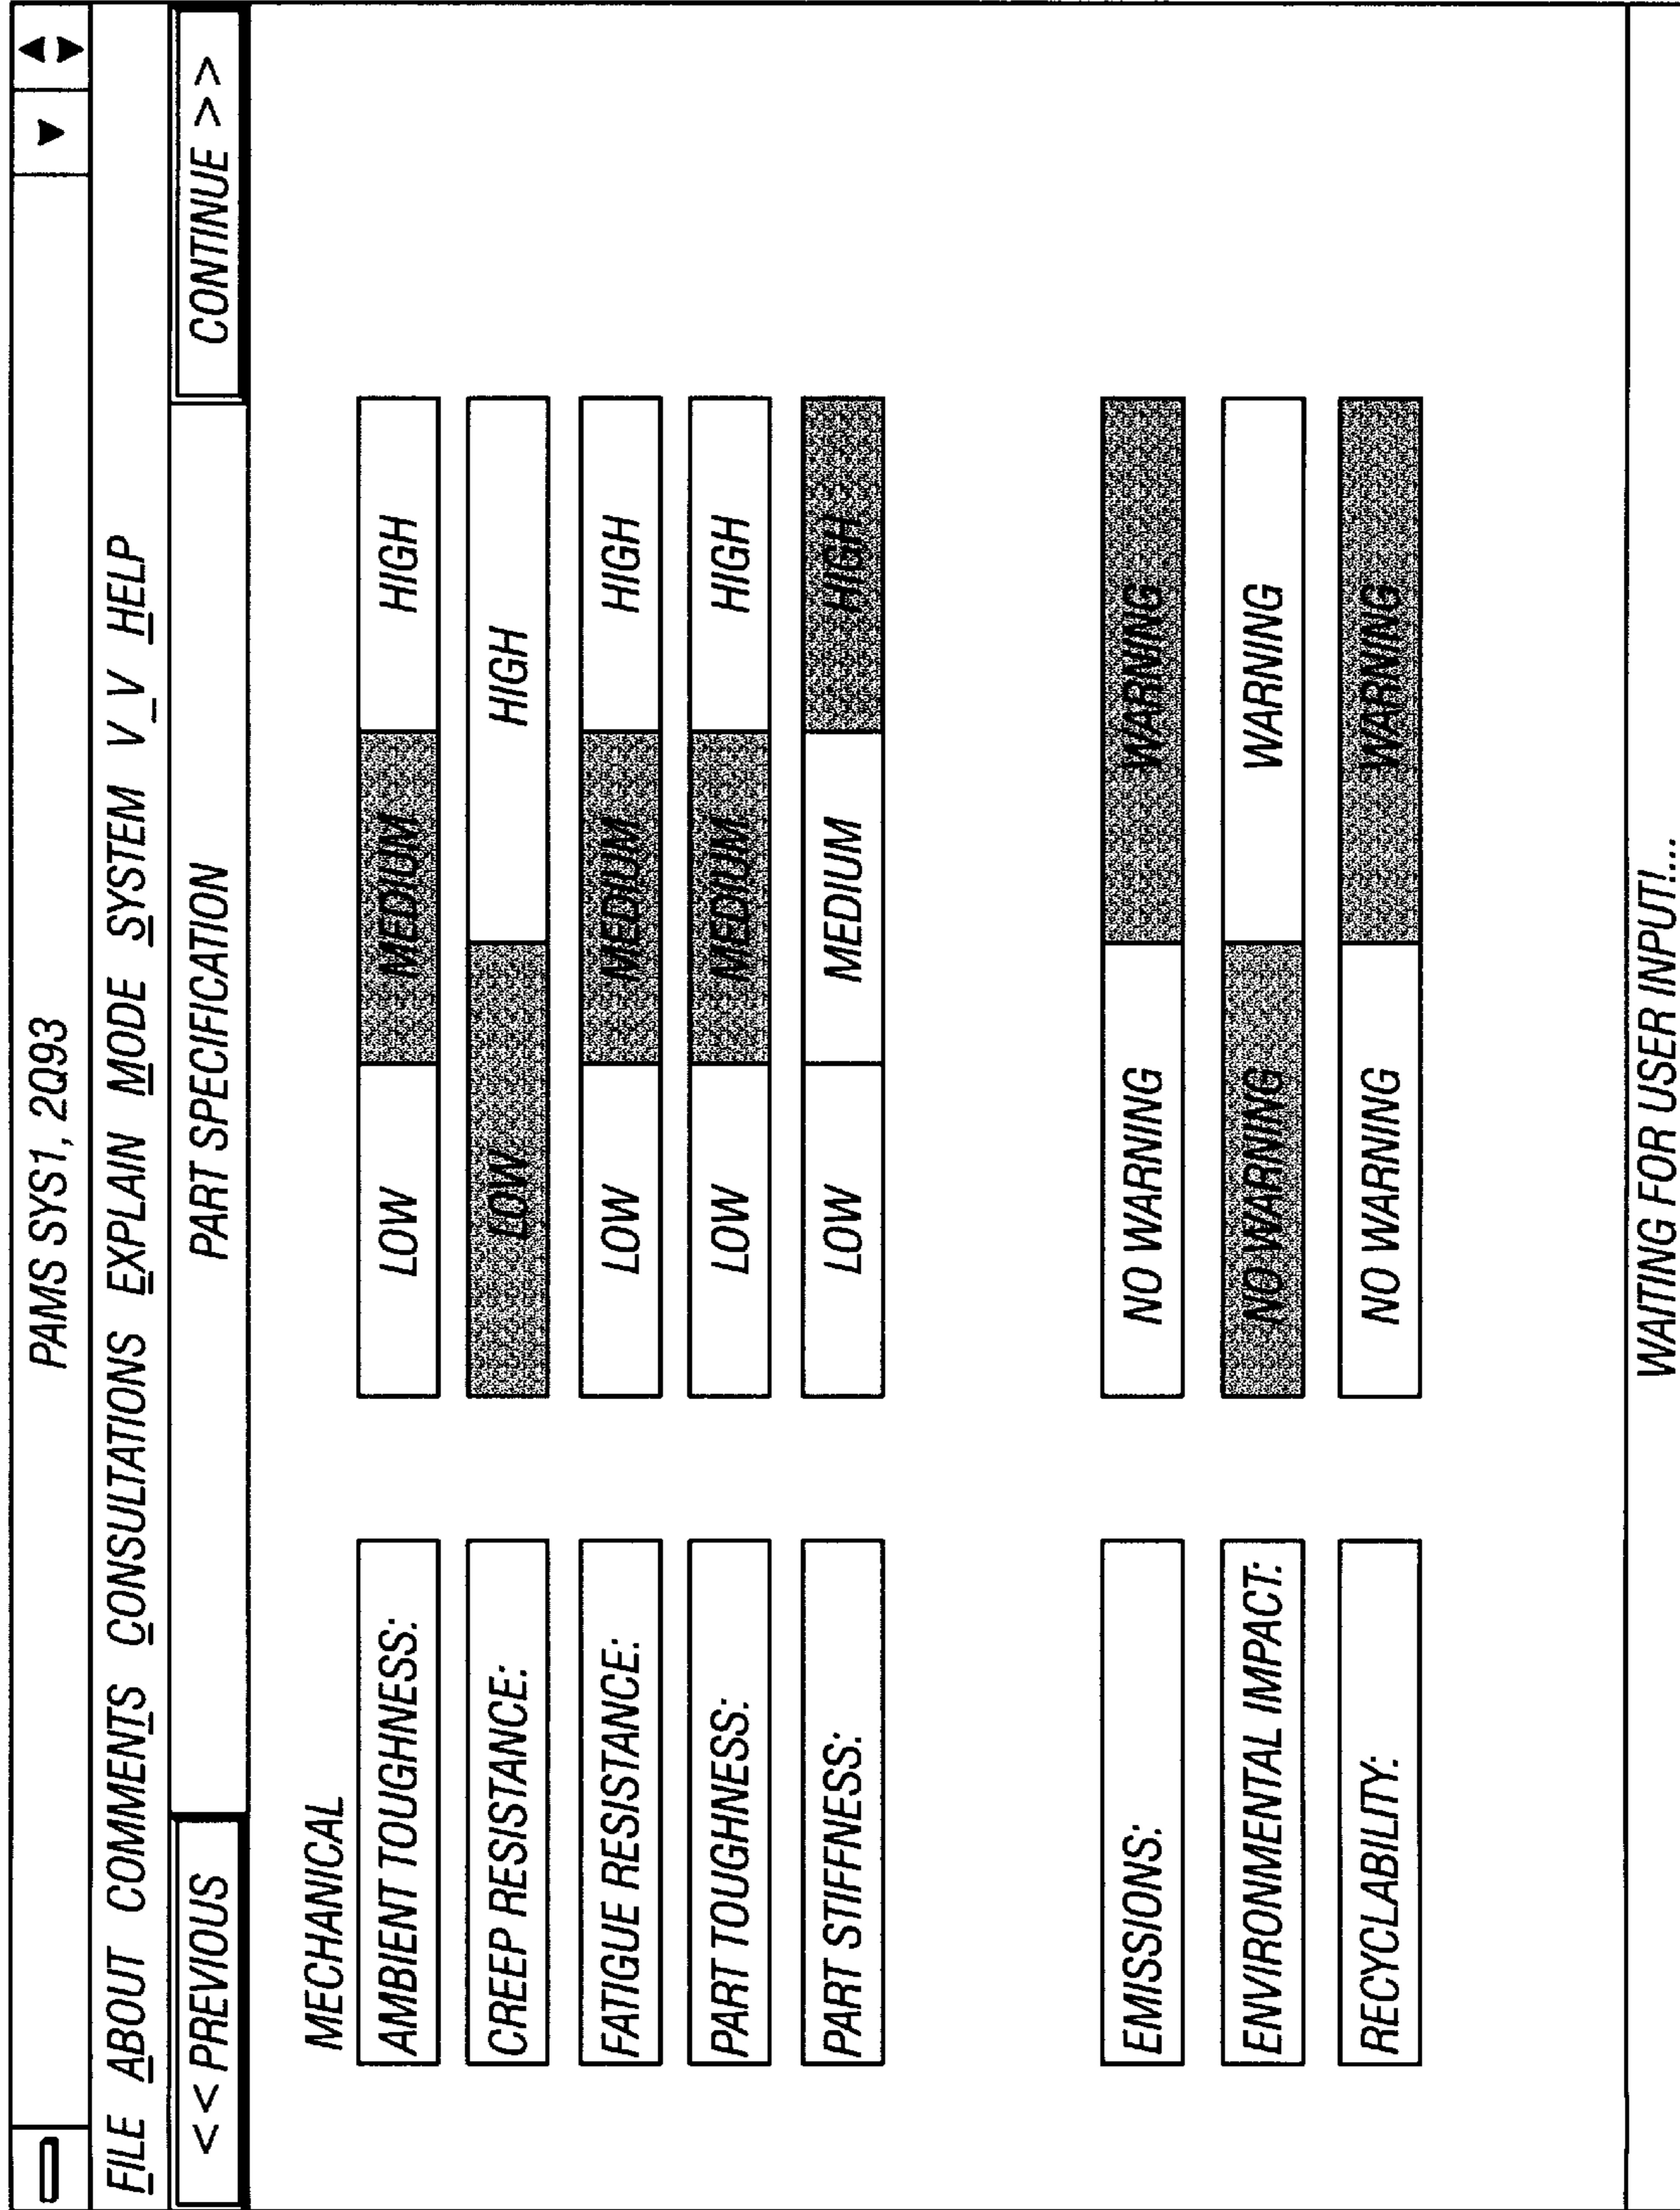 PAMS SYS1, 2Q93
FILE ABOUT COMMENTS CONSULTATIONS EXPLAIN MODE SYSTEM V_V HELP
<< PREVIOUS PART SPECIFICATION CONTINUE >>
MECHANICAL
AMBIENT TOUGHNESS: LOW MEDIUM HIGH
CREEP RESISTANCE: LOW HIGH
FATIGUE RESISTANCE: LOW MEDIUM HIGH
PART TOUGHNESS: LOW MEDIUM HIGH
PART STIFFNESS: LOW MEDIUM HIGH
EMISSIONS: NO WARNING WARNING
ENVIRONMENTAL IMPACT: NO WARNING WARNING
RECYCLABILITY: NO WARNING WARNING
WAITING FOR USER INPUT!...